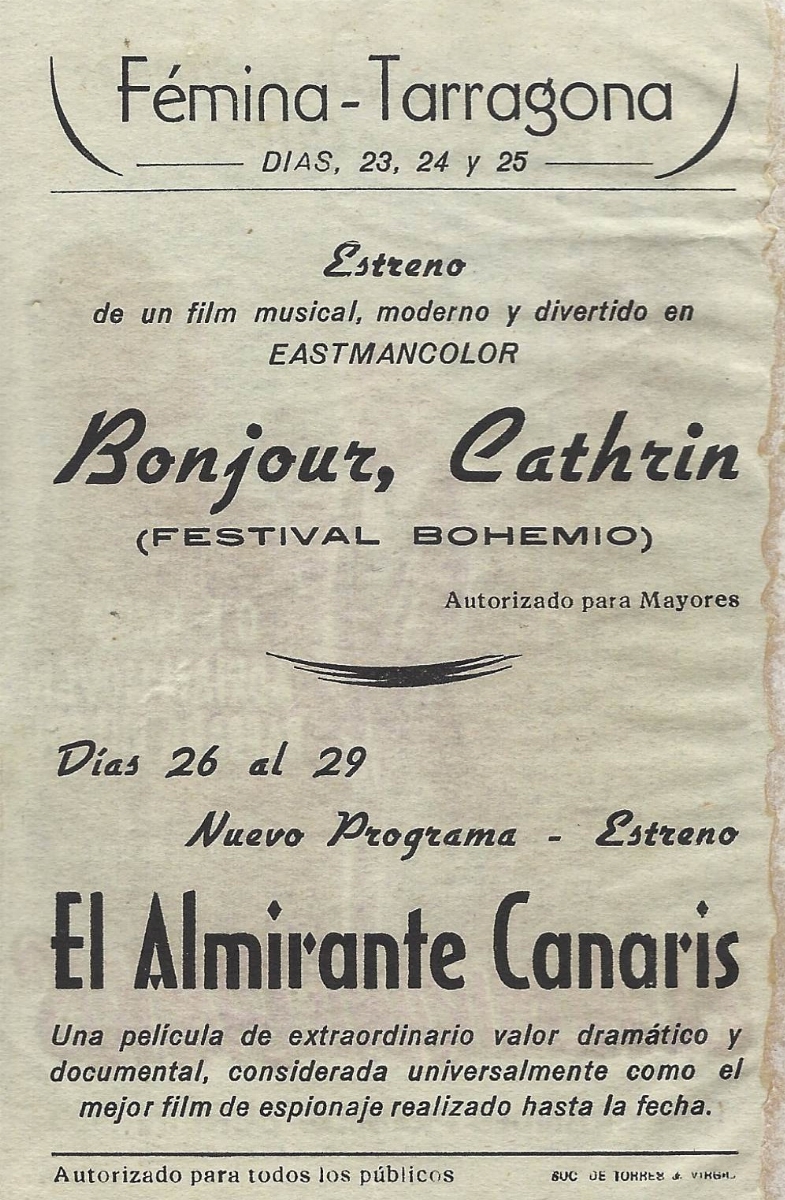 Fémina - Tarragona
DIAS, 23, 24 y 25
Estreno
de un film musical, moderno y divertido en
EASTMANCOLOR
Bonjour, Cathrin
(FESTIVAL BOHEMIO)
Autorizado para Mayores
Días 26 al 29
Nuevo Programa - Estreno
El Almirante Canaris
Una película de extraordinario valor dramático y
documental, considerada universalmente como el
mejor film de espionaje realizado hasta la fecha.
Autorizado para todos los públicos
SUC DE TORRES & VIRGIL